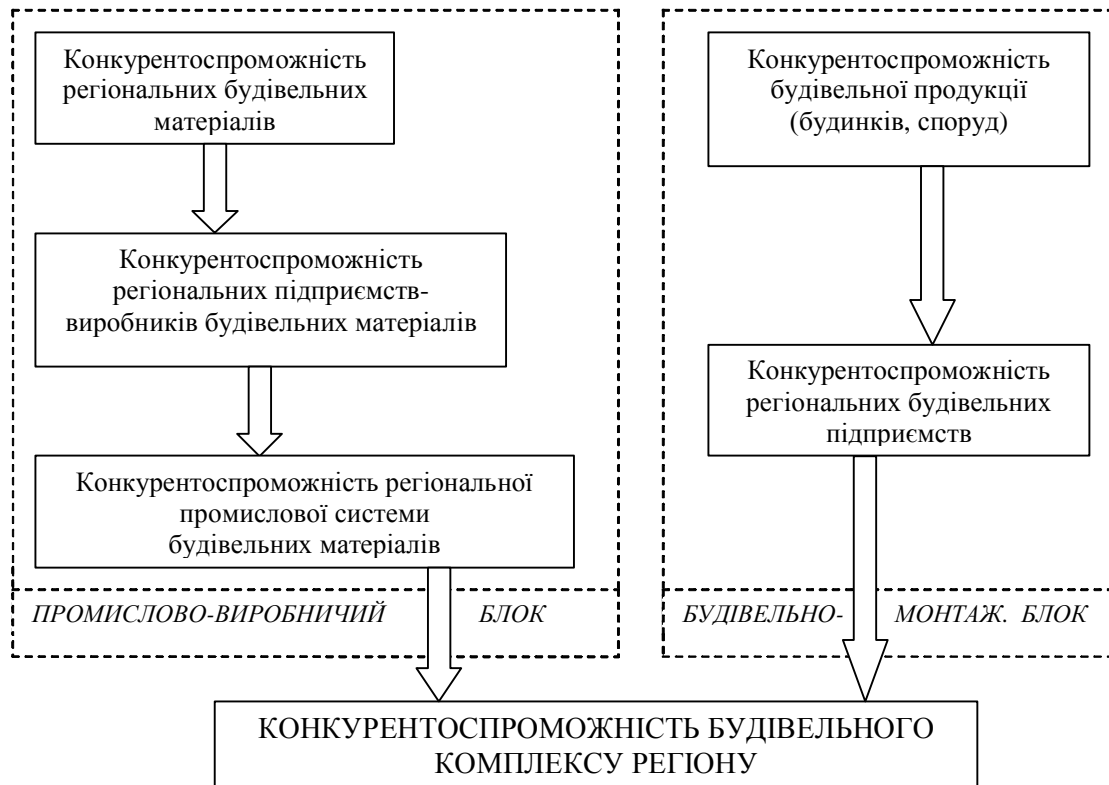 Конкурентоспроможність
регіональних будівельних
матеріалів
Конкурентоспроможність
регіональних підприємств-
виробників будівельних матеріалів
Конкурентоспроможність регіональної
промислової системи
будівельних матеріалів
ПРОМИСЛОВО-ВИРОБНИЧИЙ БЛОК
Конкурентоспроможність
будівельної продукції
(будинків, споруд)
Конкурентоспроможність
регіональних будівельних
підприємств
БУДІВЕЛЬНО- МОНТАЖ. БЛОК
КОНКУРЕНТОСПРОМОЖНІСТЬ БУДІВЕЛЬНОГО
КОМПЛЕКСУ РЕГІОНУ